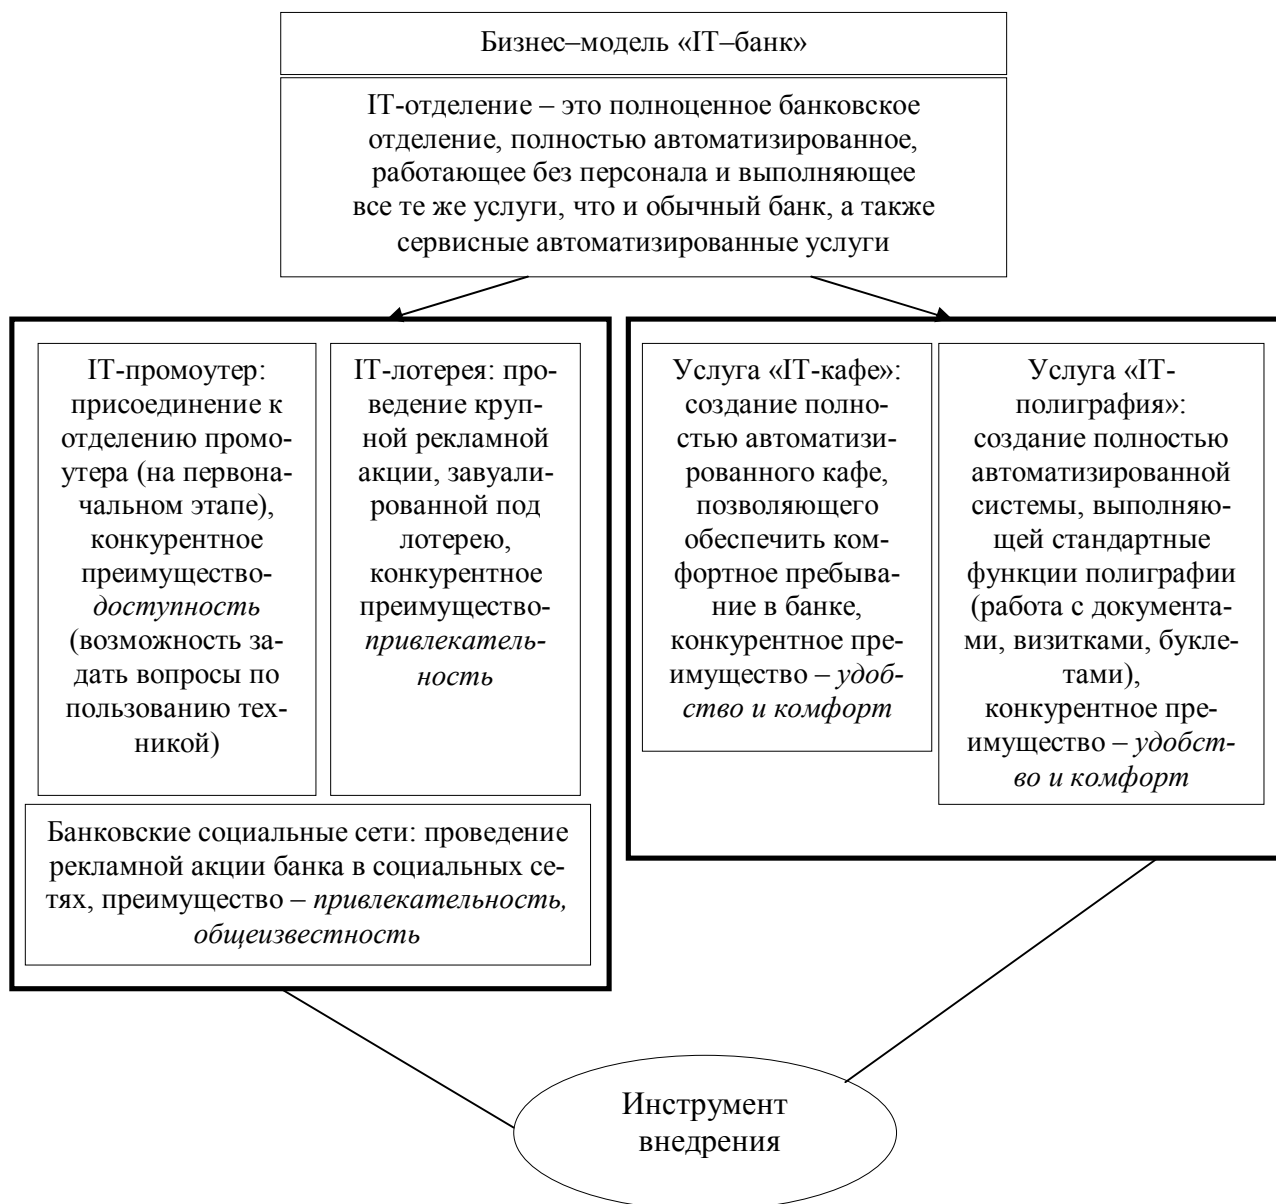 Бизнес–модель «IT–банк»
IT-отделение – это полноценное банковское
отделение, полностью автоматизированное,
работающее без персонала и выполняющее
все те же услуги, что и обычный банк, а также
сервисные автоматизированные услуги
IT-промоутер:
присоединение к
отделению промо-
утера (на первона-
чальном этапе),
конкурентное
преимущество-
доступность
(возможность за-
дать вопросы по
пользованию тех-
никой)
IT-лотерея: про-
ведение круп-
ной рекламной
акции, завуали-
рованной под
лотерею,
конкурентное
преимущество-
привлекатель-
ность
Банковские социальные сети: проведение
рекламной акции банка в социальных се-
тях, преимущество – привлекательность,
общеизвестность
Услуга «IT-кафе»:
создание полно-
стью автоматизи-
рованного кафе,
позволяющего
обеспечить ком-
фортное пребыва-
ние в банке,
конкурентное пре-
имущество – удоб-
ство и комфорт
Услуга «IT-
полиграфия»:
создание полностью
автоматизированной
системы, выполняю-
щей стандартные
функции полиграфии
(работа с документа-
ми, визитками, букле-
тами),
конкурентное пре-
имущество – удобст-
во и комфорт
Инструмент
внедрения